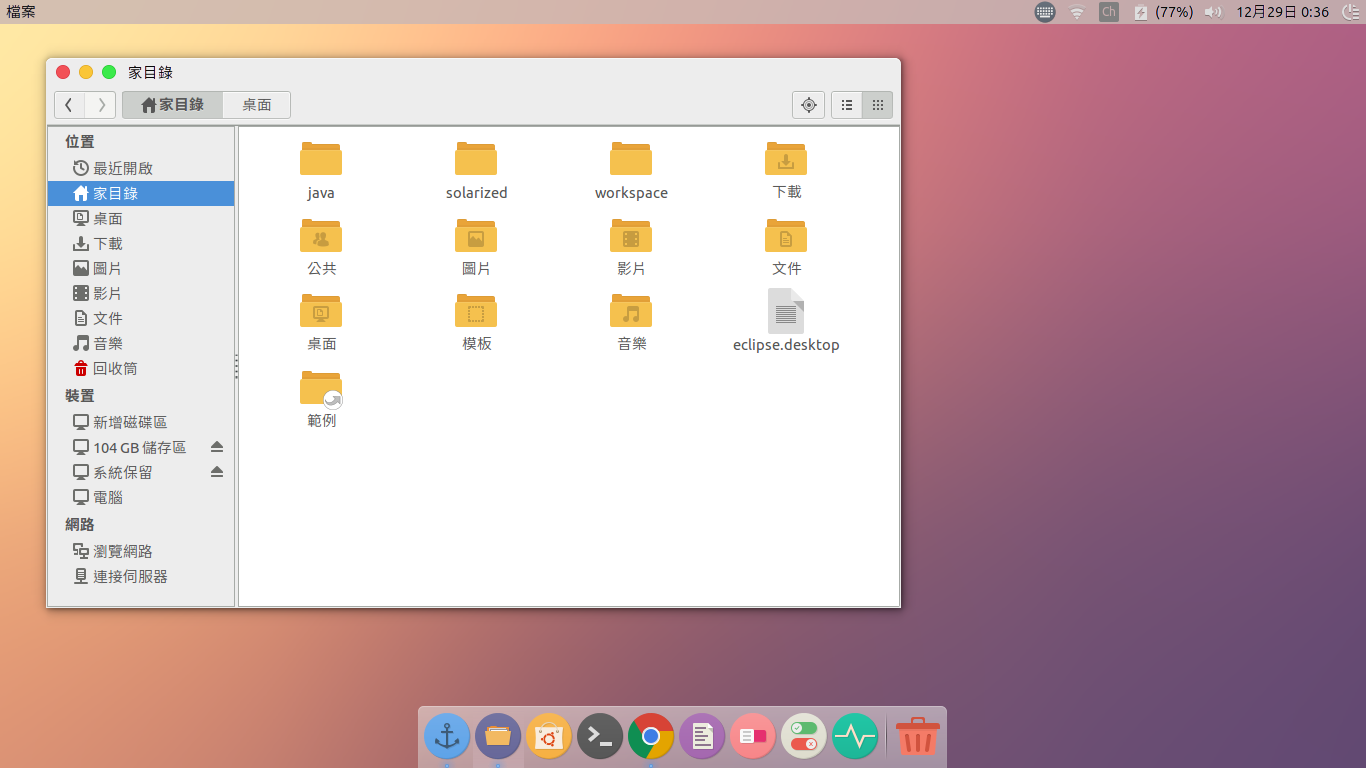 檔案
Ch
(77%)
12月29日 0:36
家目錄
家目錄
桌面
位置
最近開啟
家目錄
桌面
下載
圖片
影片
文件
音樂
回收筒
裝置
新增磁碟區
104 GB 儲存區
系統保留
電腦
網路
瀏覽網路
連接伺服器
java
solarized
workspace
下載
公共
圖片
影片
文件
桌面
模板
音樂
eclipse.desktop
範例